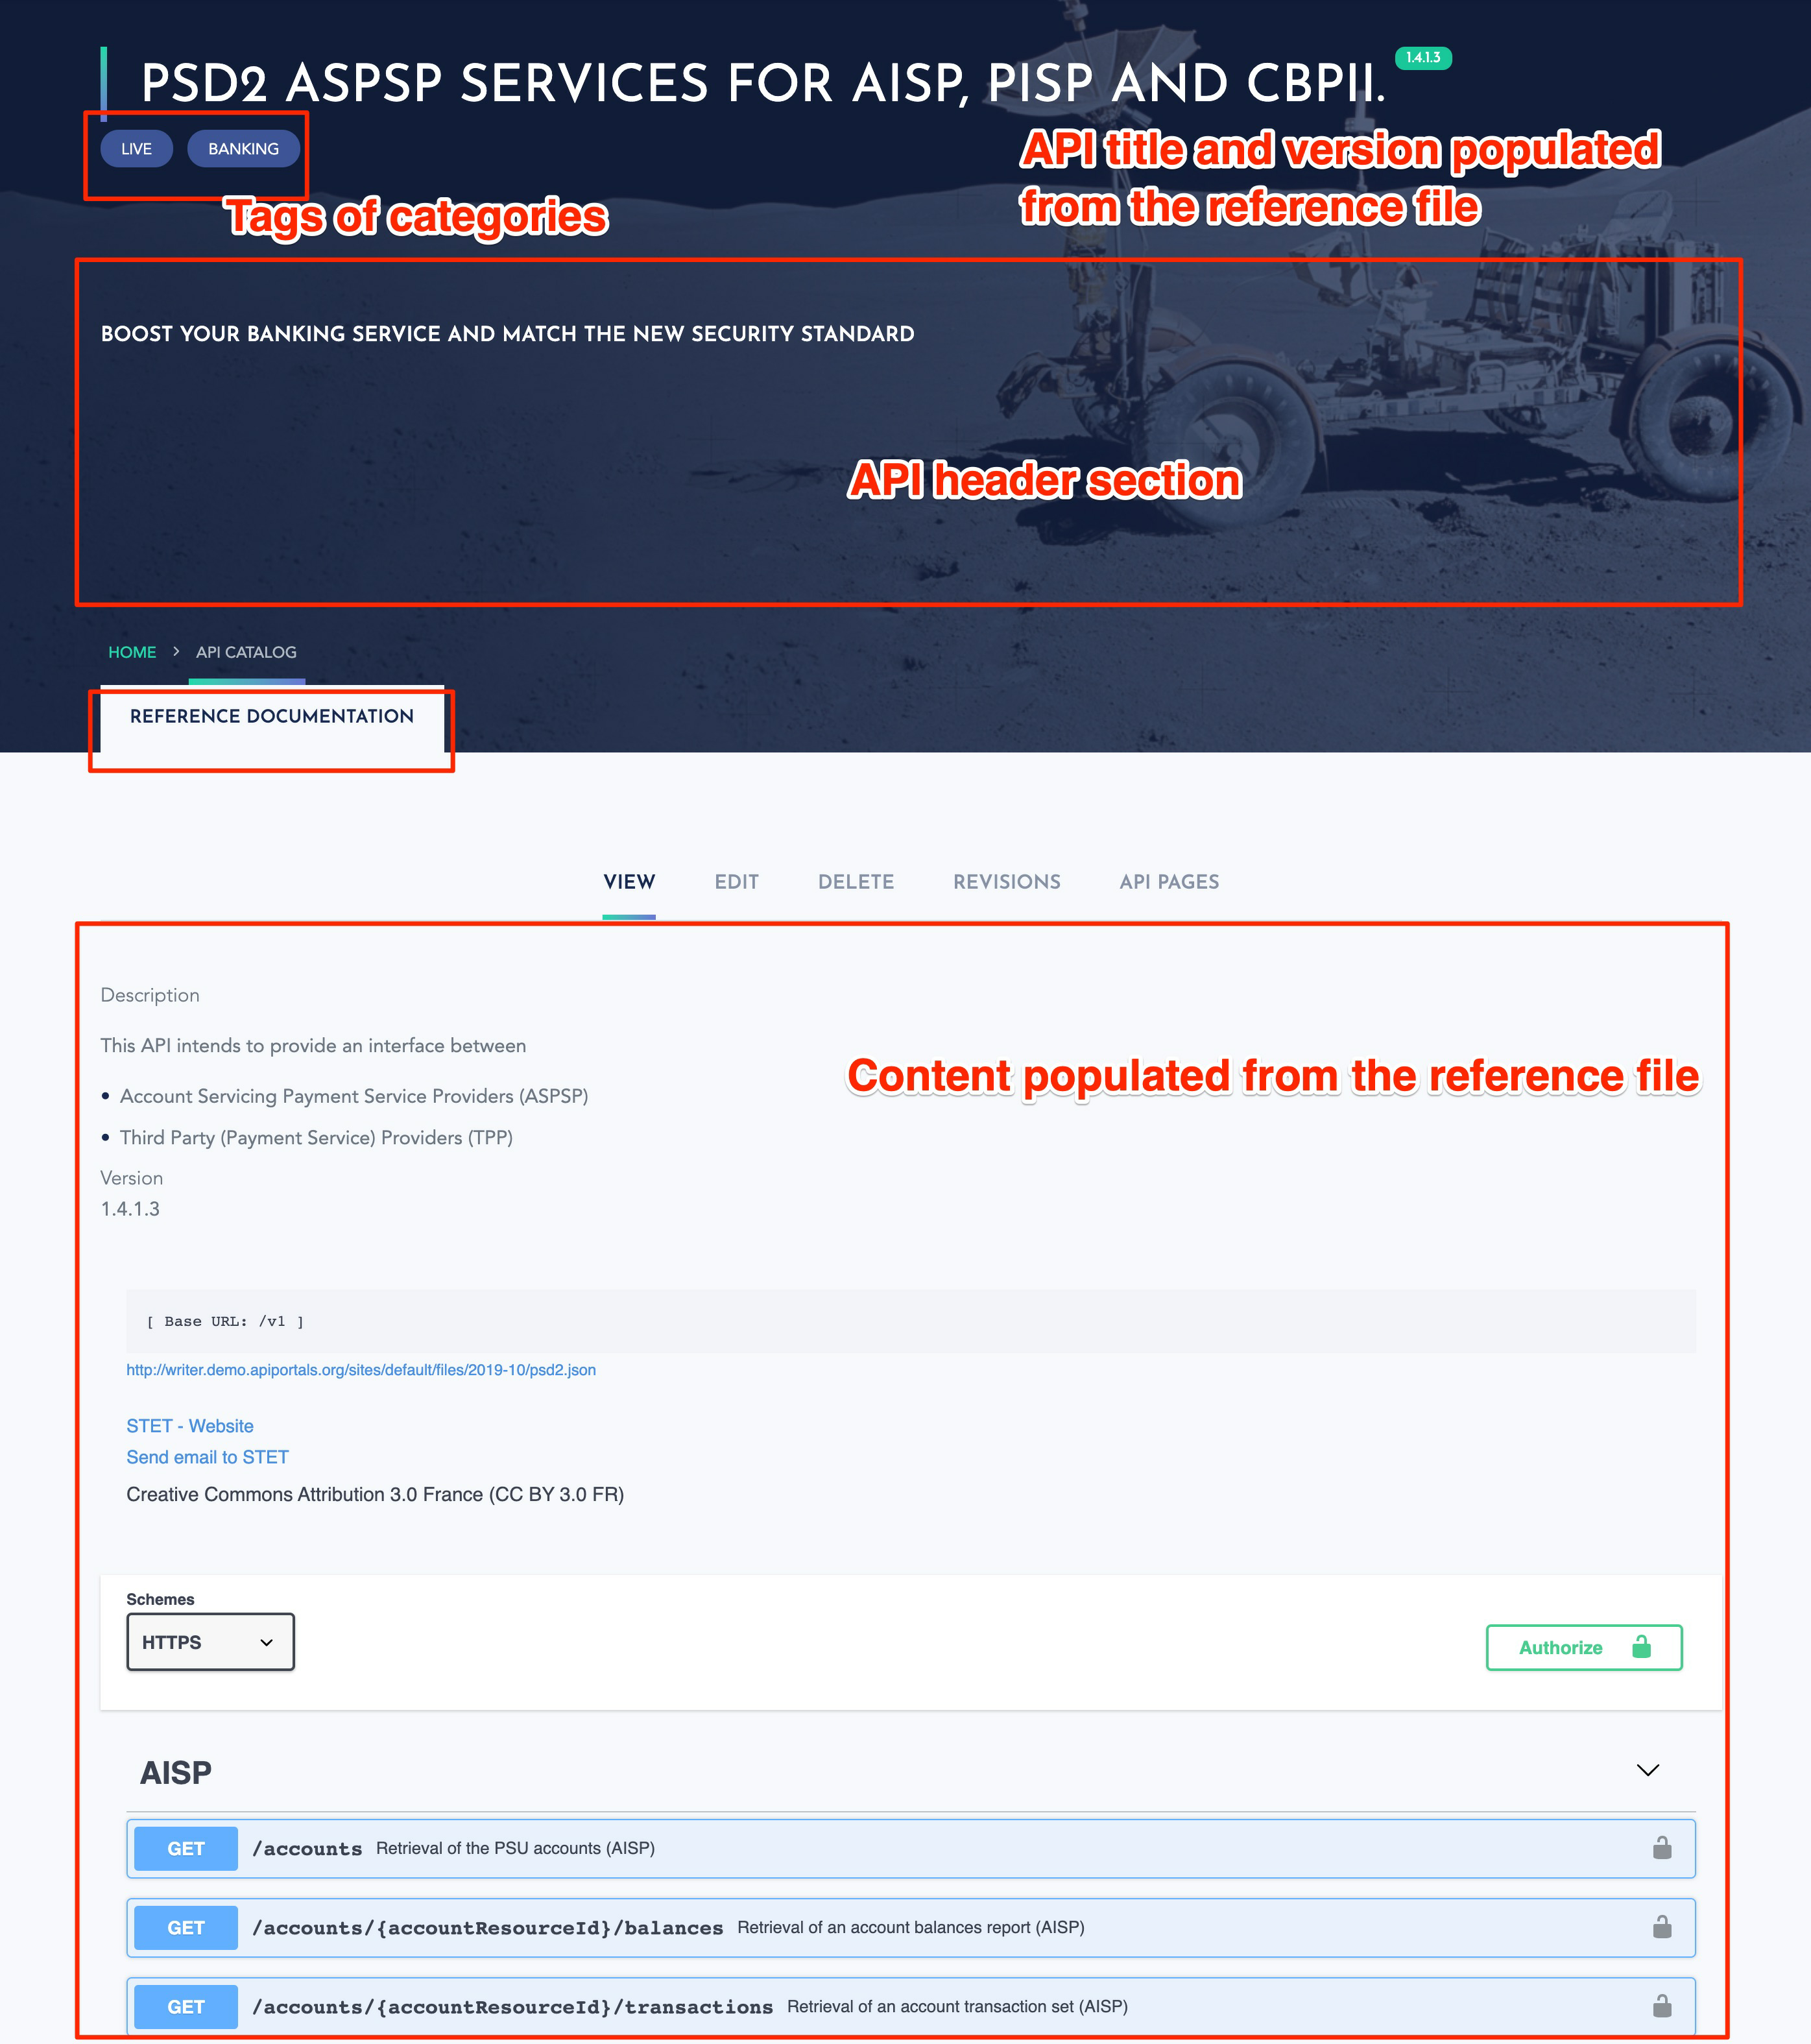 PSD2 ASPSP SERVICES FOR AISP, PISP AND CBPII. 1.4.1.3
LIVE BANKING
API title and version populated
from the reference file
Tags of categories
BOOST YOUR BANKING SERVICE AND MATCH THE NEW SECURITY STANDARD
API header section
HOME > API CATALOG
REFERENCE DOCUMENTATION
VIEW EDIT DELETE REVISIONS API PAGES
Description
This API intends to provide an interface between
Content populated from the reference file
• Account Servicing Payment Service Providers (ASPSP)
• Third Party (Payment Service) Providers (TPP)
Version
1.4.1.3
[ Base URL: /v1 ]
http://writer.demo.apiportals.org/sites/default/files/2019-10/psd2.json
STET - Website
Send email to STET
Creative Commons Attribution 3.0 France (CC BY 3.0 FR)
Schemes
HTTPS
Authorize
AISP
GET /accounts Retrieval of the PSU accounts (AISP)
GET /accounts/{accountResourceId}/balances Retrieval of an account balances report (AISP)
GET /accounts/{accountResourceId}/transactions Retrieval of an account transaction set (AISP)